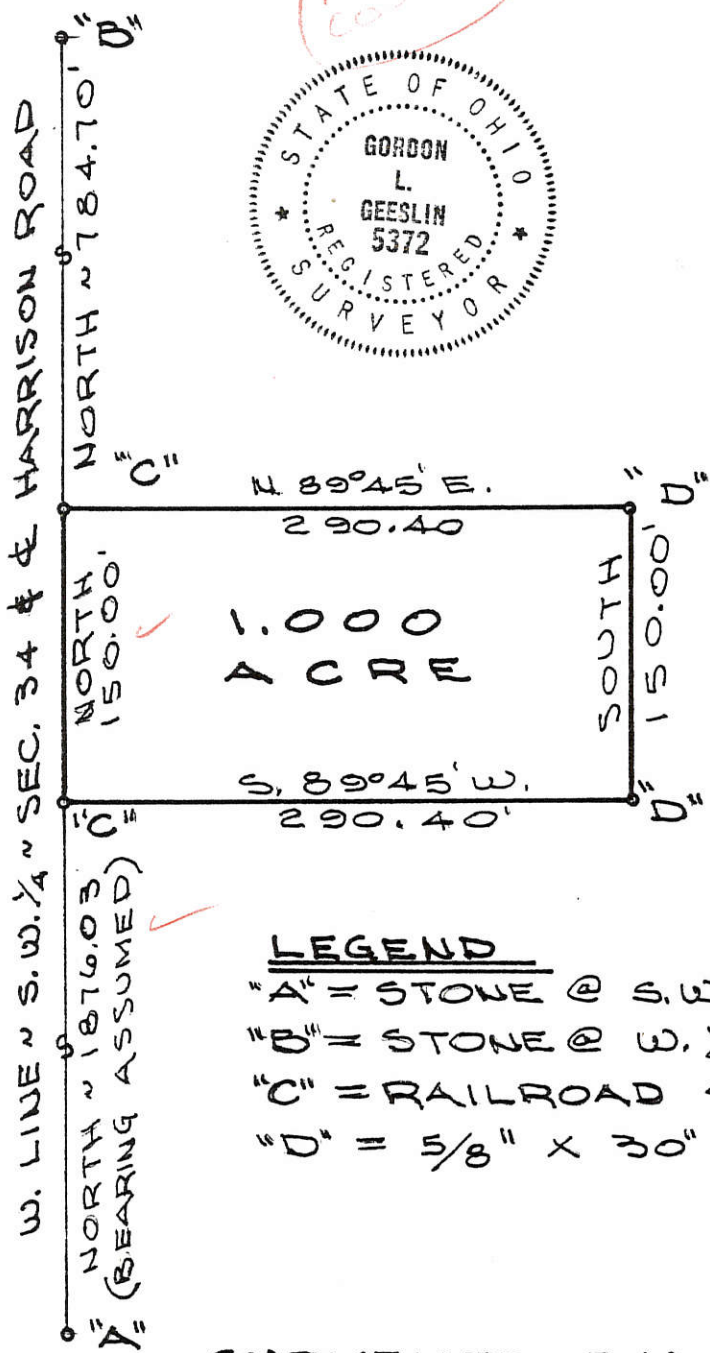 "B"
NORTH ~ 784.70'
W. LINE ~ S.W. ¼ ~ SEC. 34 & ℄ HARRISON ROAD
STATE OF OHIO
GORDON
L.
GEESLIN
5372
REGISTERED
SURVEYOR
"C"
N. 89°45' E.
290.40
"D"
NORTH
150.00'
1.000
ACRE
SOUTH
150.00'
S. 89°45' W.
290.40'
"C"
"D"
NORTH ~ 1876.03
(BEARING ASSUMED)
"A"
LEGEND
"A" = STONE @ S.W
"B" = STONE @ W.
"C" = RAILROAD
"D" = 5/8" X 30"